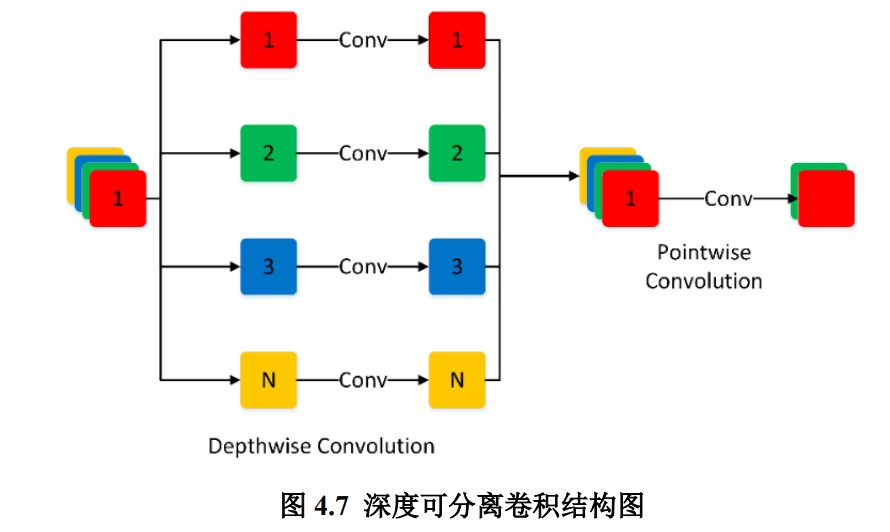 1 Conv 1
2 Conv 2
1
3 Conv 3
N Conv N
Depthwise Convolution
1 Conv
Pointwise
Convolution
图 4.7 深度可分离卷积结构图